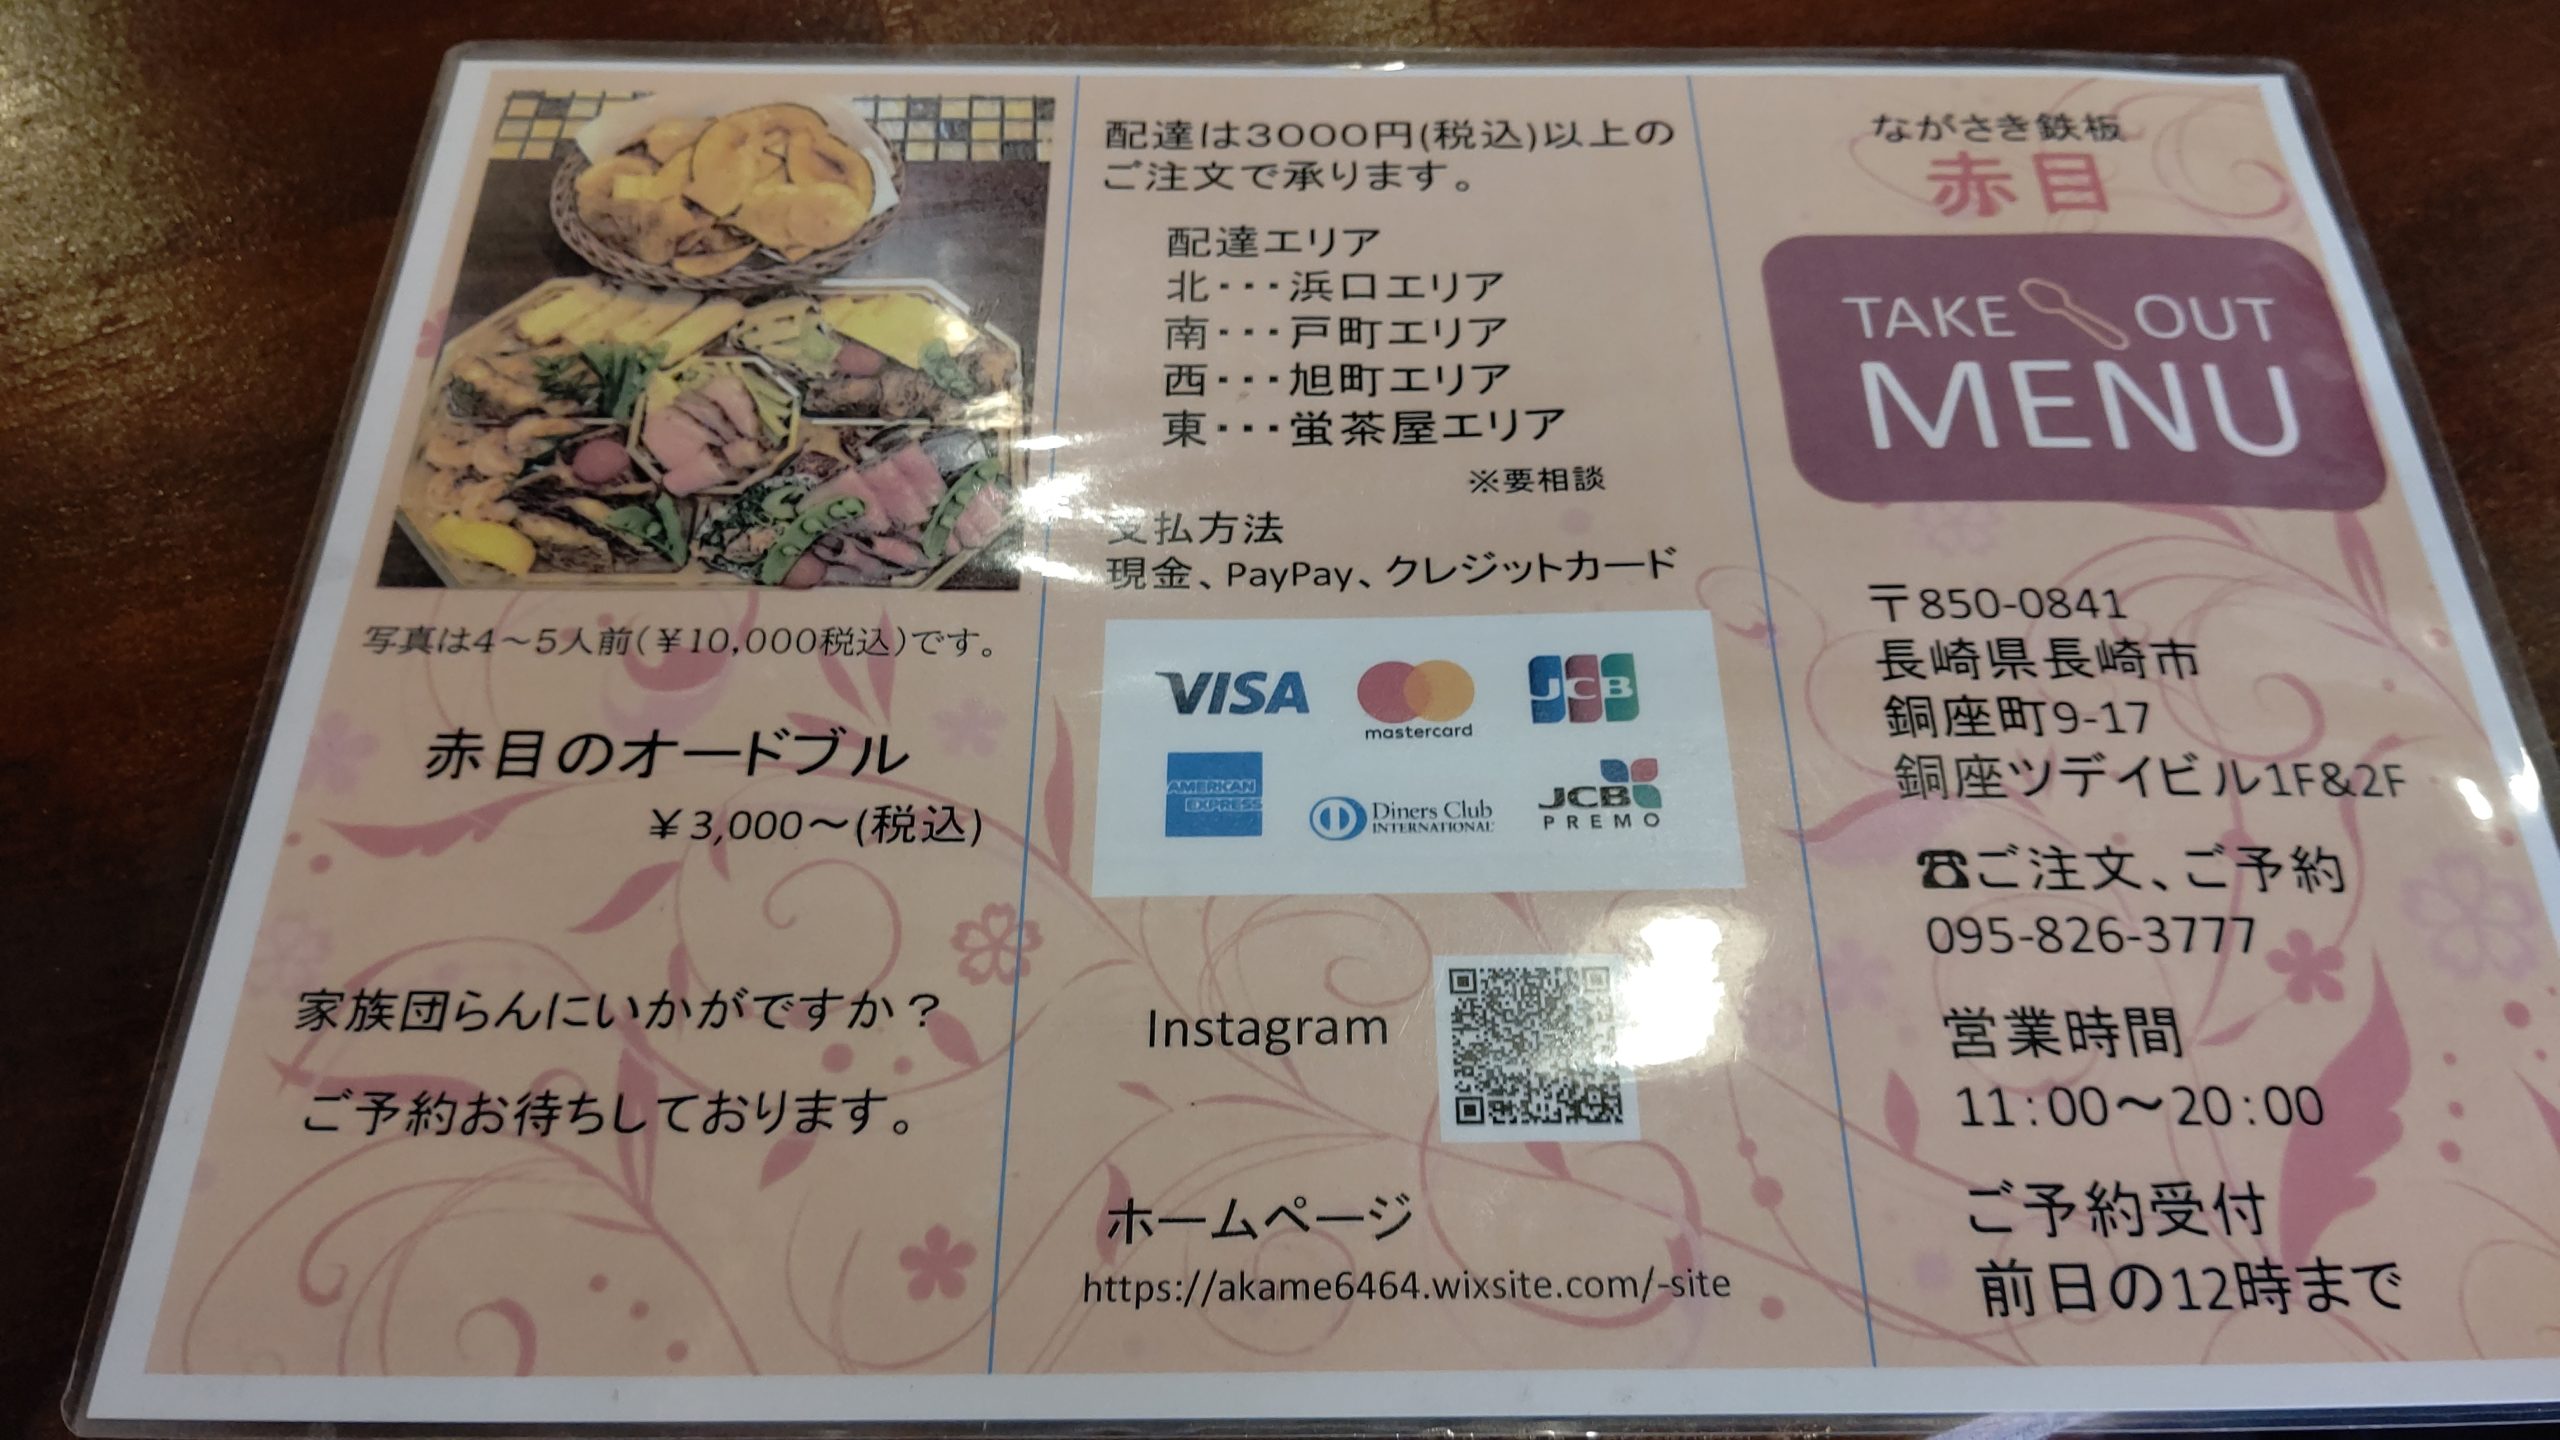 写真は4～5人前(￥10,000税込)です。
赤目のオードブル
￥3,000～(税込)
家族団らんにいかがですか？
ご予約お待ちしております。
配達は3000円(税込)以上の
ご注文で承ります。
配達エリア
北・・・浜口エリア
南・・・戸町エリア
西・・・旭町エリア
東・・・蛍茶屋エリア
※要相談
支払方法
現金、PayPay、クレジットカード
VISA
mastercard
JCB
AMERICAN
EXPRESS
Diners Club
INTERNATIONAL
JCB
PREMO
Instagram
ホームページ
https://akame6464.wixsite.com/-site
ながさき鉄板
赤目
TAKE OUT
MENU
〒850-0841
長崎県長崎市
銅座町9-17
銅座ツデイビル1F&2F
☎ご注文、ご予約
095-826-3777
営業時間
11：00～20：00
ご予約受付
前日の12時まで